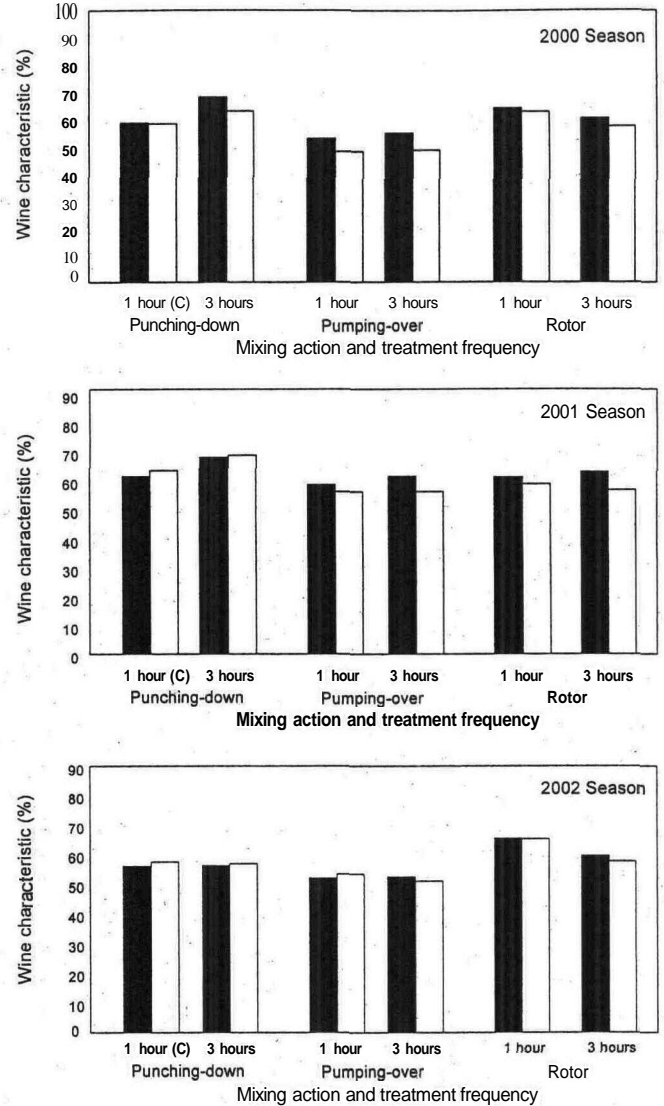 100
2000 Season
90
80
70
60
50
40
30
20
10
0
Wine characteristic (%)
1 hour (C) 3 hours 1 hour 3 hours 1 hour 3 hours
Punching-down Pumping-over Rotor
Mixing action and treatment frequency
90
2001 Season
80
70
60
50
40
30
20
10
0
Wine characteristic (%)
1 hour (C) 3 hours 1 hour 3 hours 1 hour 3 hours
Punching-down Pumping-over Rotor
Mixing action and treatment frequency
90
2002 Season
80
70
60
50
40
30
20
10
0
Wine characteristic (%)
1 hour (C) 3 hours 1 hour 3 hours 1 hour 3 hours
Punching-down Pumping-over Rotor
Mixing action and treatment frequency